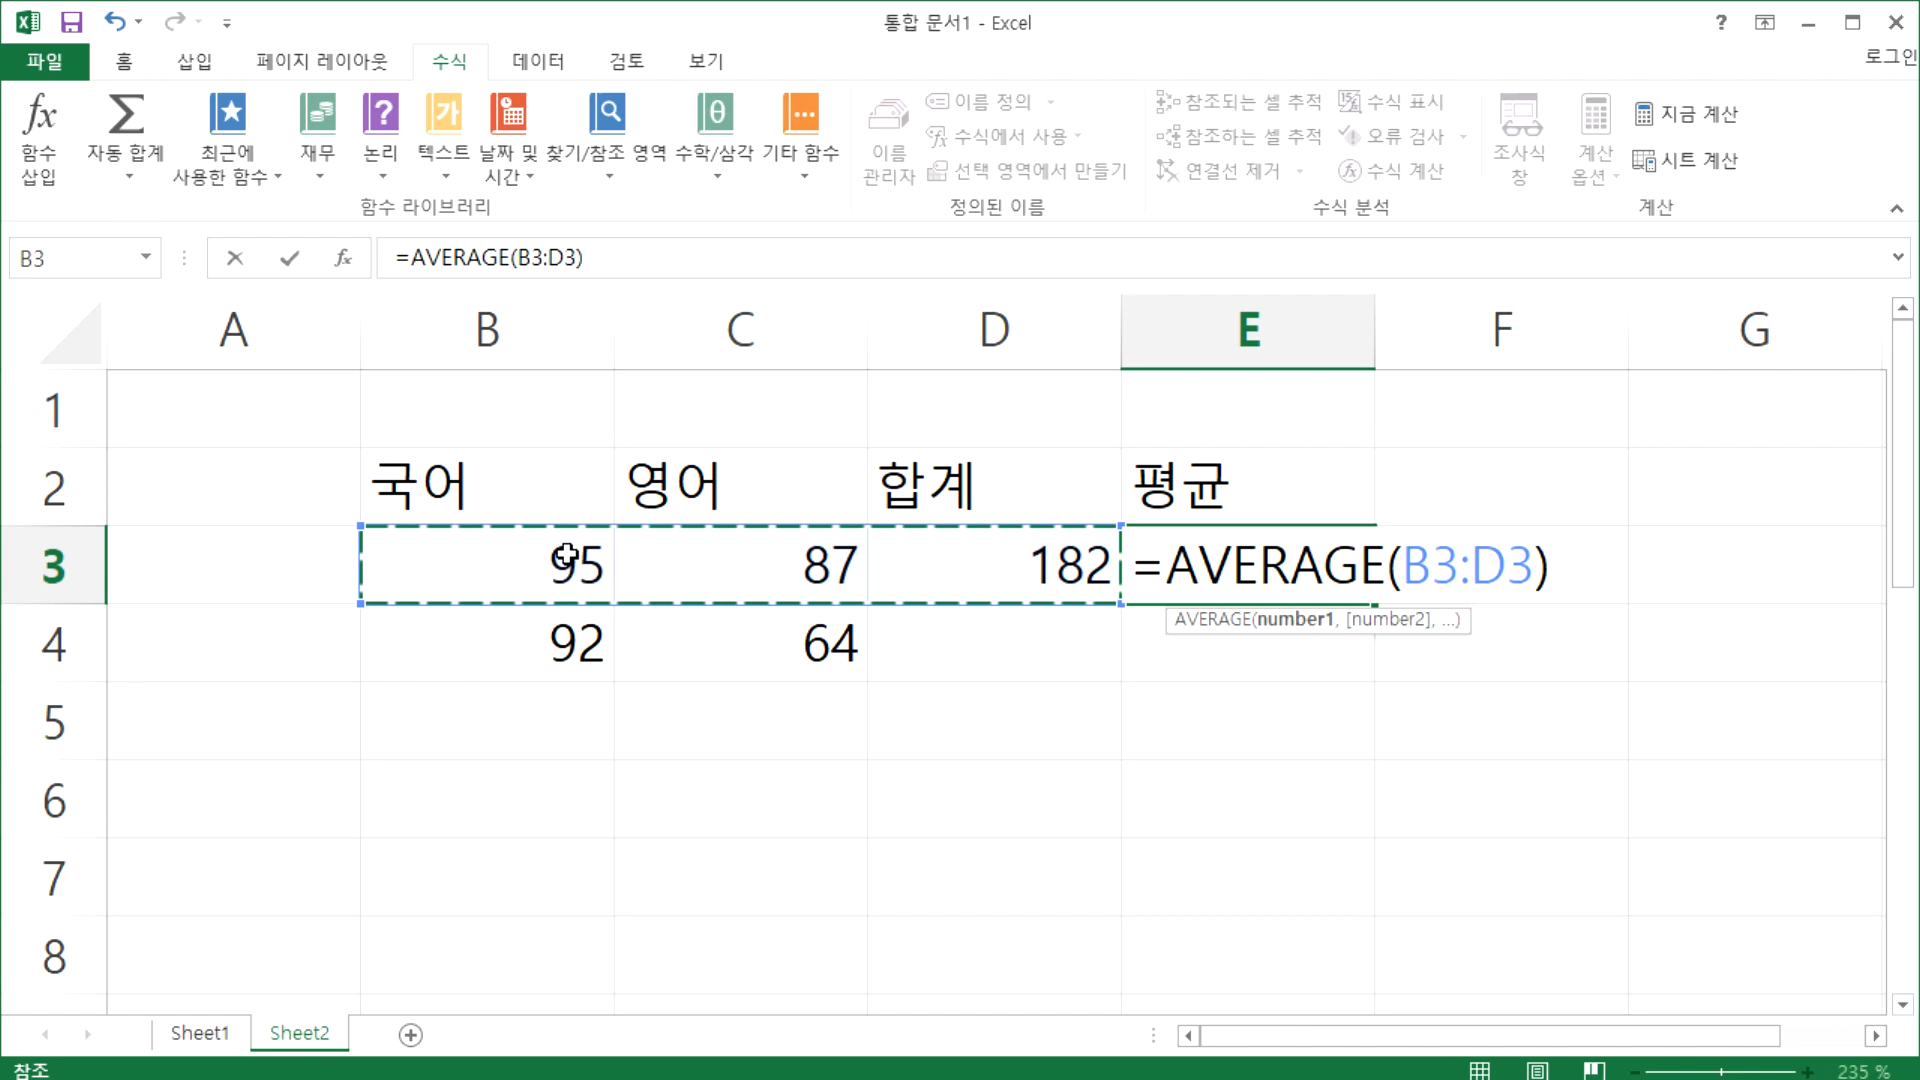 통합 문서1 - Excel
로그인
파일 홈 삽입 페이지 레이아웃 수식 데이터 검토 보기
fx 함수 삽입
Σ 자동 합계
최근에 사용한 함수
재무
? 논리
가 텍스트
날짜 및 시간
찾기/참조 영역
θ 수학/삼각
기타 함수
함수 라이브러리
이름 관리자
이름 정의
수식에서 사용
선택 영역에서 만들기
정의된 이름
참조되는 셀 추적
참조하는 셀 추적
연결선 제거
수식 표시
오류 검사
수식 계산
수식 분석
조사식 창
계산 옵션
지금 계산
시트 계산
계산
B3 fx =AVERAGE(B3:D3)
A B C D E F G
1
2 국어 영어 합계 평균
3 95 87 182 =AVERAGE(B3:D3)
AVERAGE(number1, [number2], ...)
4 92 64
5
6
7
8
Sheet1 Sheet2
참조 235 %